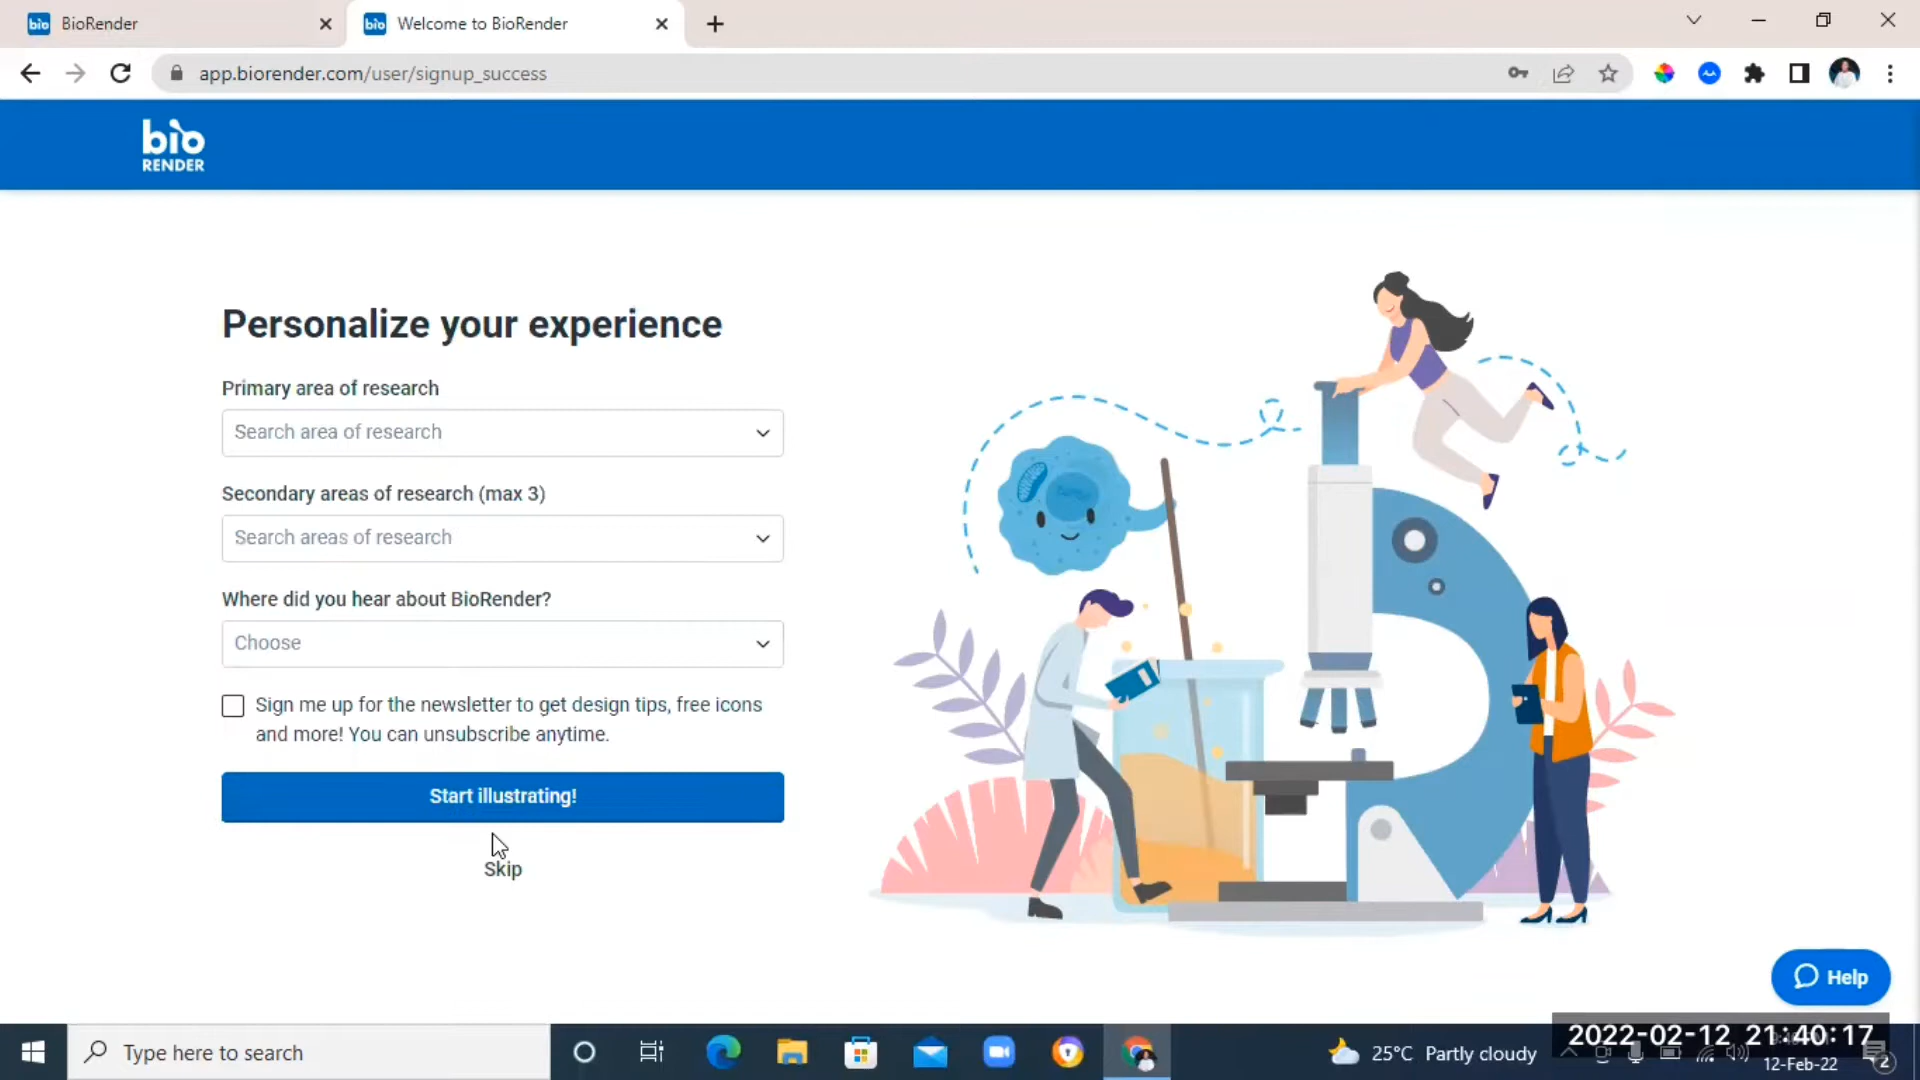 bio BioRender
bio Welcome to BioRender
app.biorender.com/user/signup_success
bio
RENDER
Personalize your experience
Primary area of research
Search area of research
Secondary areas of research (max 3)
Search areas of research
Where did you hear about BioRender?
Choose
Sign me up for the newsletter to get design tips, free icons
and more! You can unsubscribe anytime.
Start illustrating!
Skip
Help
Type here to search
25°C Partly cloudy
2022-02-12 21:40:17
12-Feb-22
2